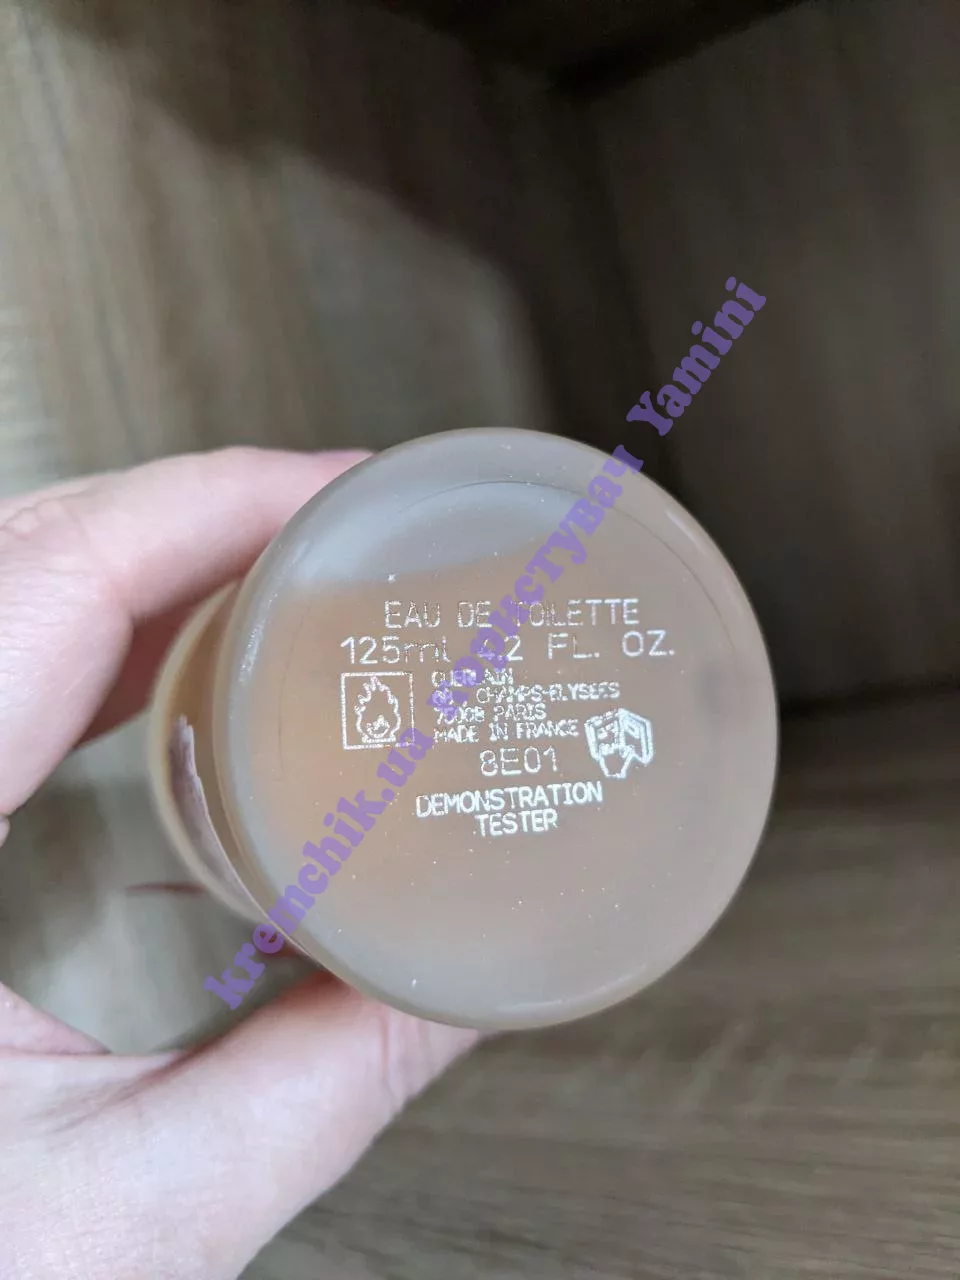 EAU DE TOILETTE
125ml 4.2 FL. OZ.
GUERLAIN
CHAMPS-ELYSEES
75008 PARIS
MADE IN FRANCE
8E01
DEMONSTRATION
TESTER
kremchik.ua користувач Yamini